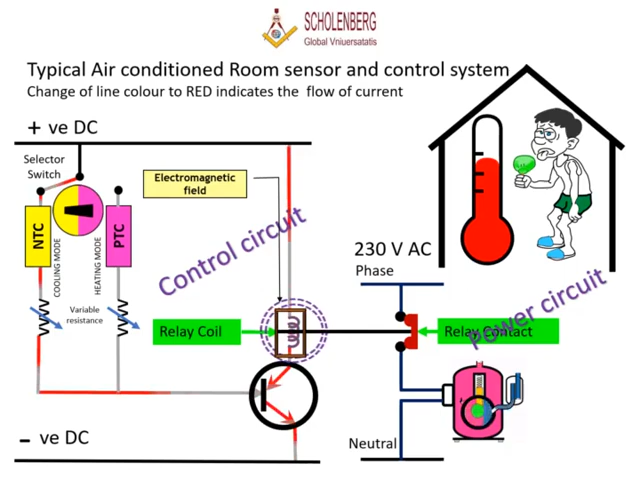 SCHOLENBERG
Global Vniuersatatis
Typical Air conditioned Room sensor and control system
Change of line colour to RED indicates the flow of current
+ ve DC
Selector
Switch
Electromagnetic
field
NTC
COOLING MODE
HEATING MODE
PTC
Control circuit
230 V AC
Phase
Variable
resistance
Relay Coil
Relay Contact
Power circuit
- ve DC
Neutral